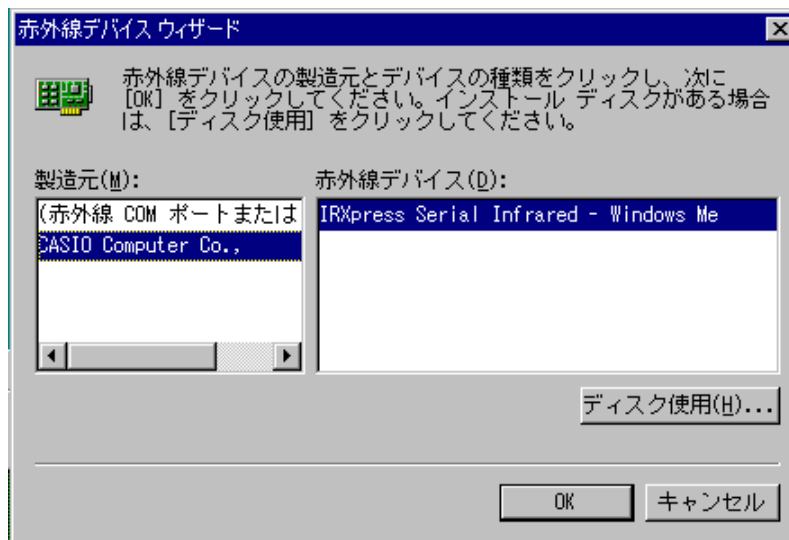 赤外線デバイス ウィザード
赤外線デバイスの製造元とデバイスの種類をクリックし、次に
[OK] をクリックしてください。インストール ディスクがある場合
は、[ディスク使用] をクリックしてください。
製造元(M):
(赤外線 COM ポートまたは
CASIO Computer Co.,
赤外線デバイス(D):
IRXpress Serial Infrared - Windows Me
ディスク使用(H)...
OK
キャンセル